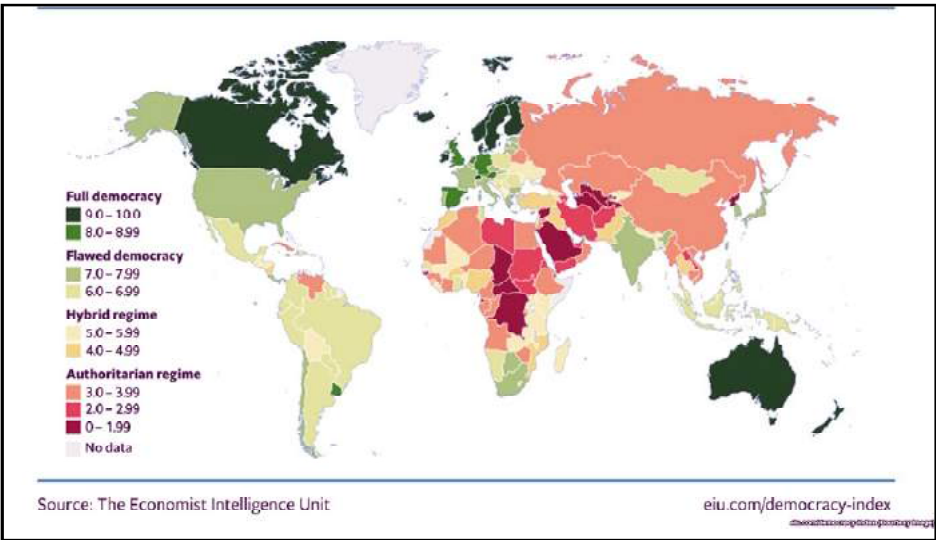 Full democracy
9.0 – 10.0
8.0 – 8.99
Flawed democracy
7.0 – 7.99
6.0 – 6.99
Hybrid regime
5.0 – 5.99
4.0 – 4.99
Authoritarian regime
3.0 – 3.99
2.0 – 2.99
0 – 1.99
No data
Source: The Economist Intelligence Unit
eiu.com/democracy-index